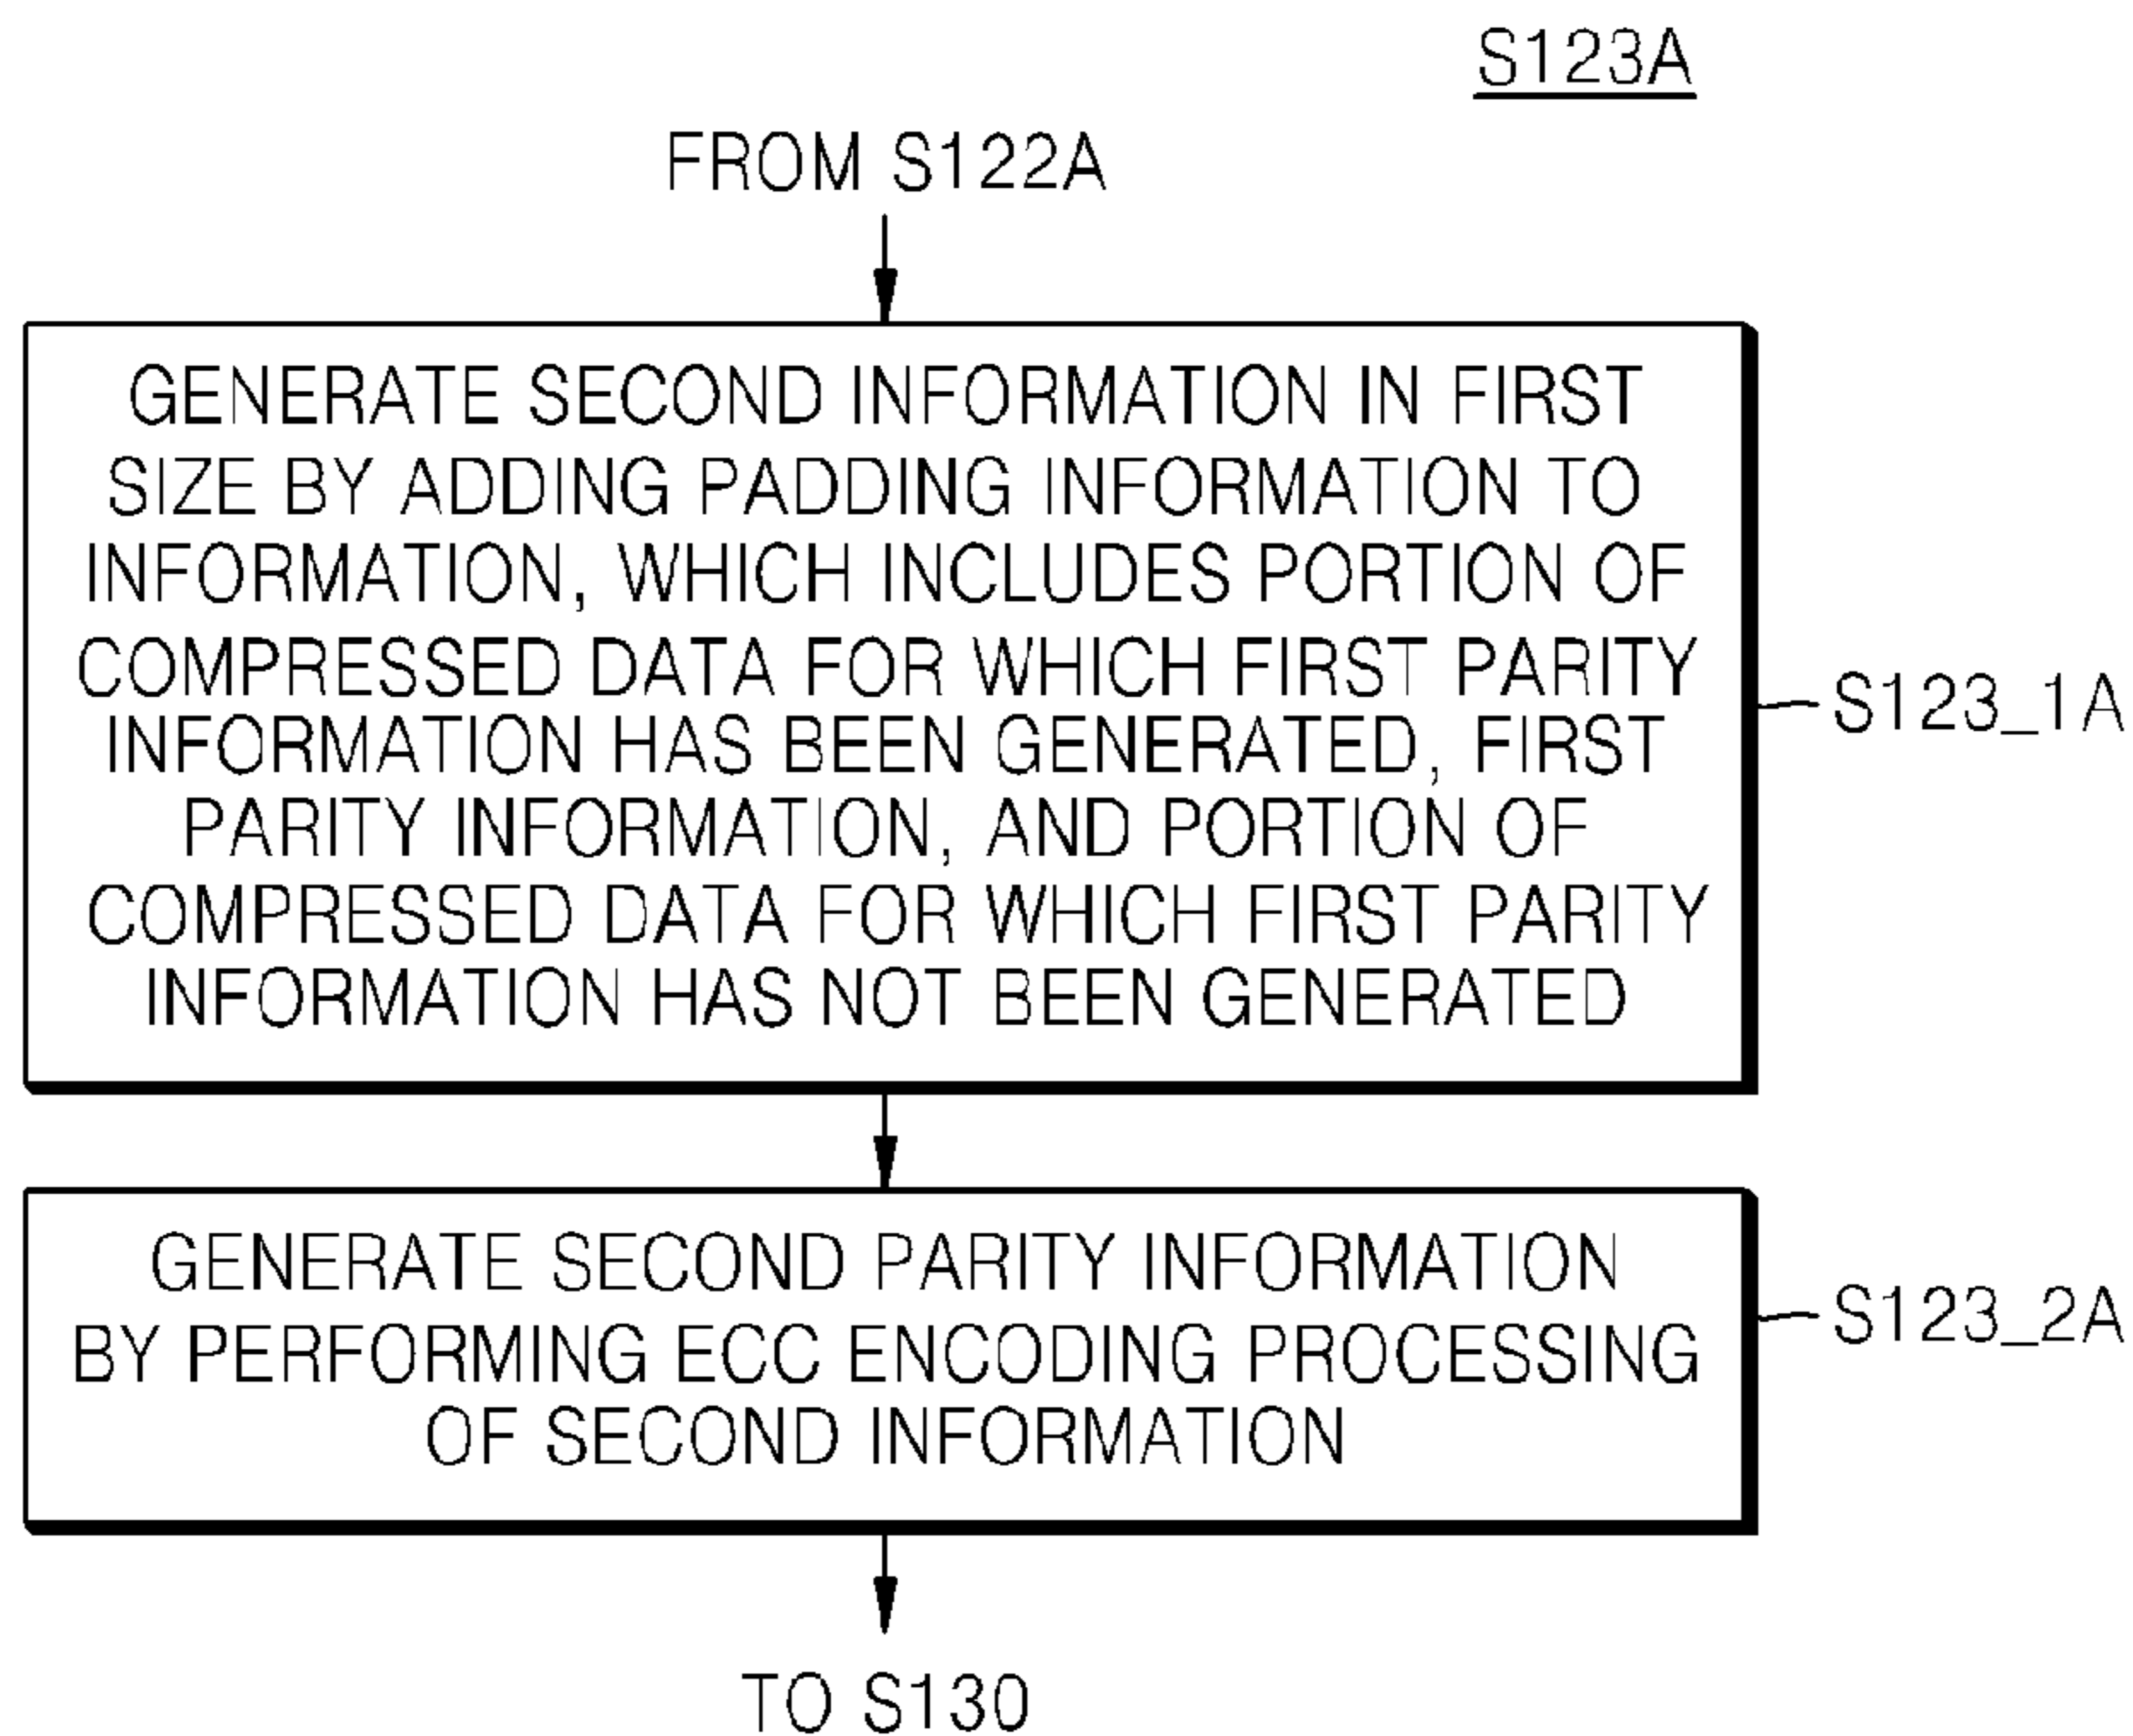 S123A
FROM S122A
GENERATE SECOND INFORMATION IN FIRST
SIZE BY ADDING PADDING INFORMATION TO
INFORMATION, WHICH INCLUDES PORTION OF
COMPRESSED DATA FOR WHICH FIRST PARITY
INFORMATION HAS BEEN GENERATED, FIRST
PARITY INFORMATION, AND PORTION OF
COMPRESSED DATA FOR WHICH FIRST PARITY
INFORMATION HAS NOT BEEN GENERATED
S123_1A
GENERATE SECOND PARITY INFORMATION
BY PERFORMING ECC ENCODING PROCESSING
OF SECOND INFORMATION
S123_2A
TO S130